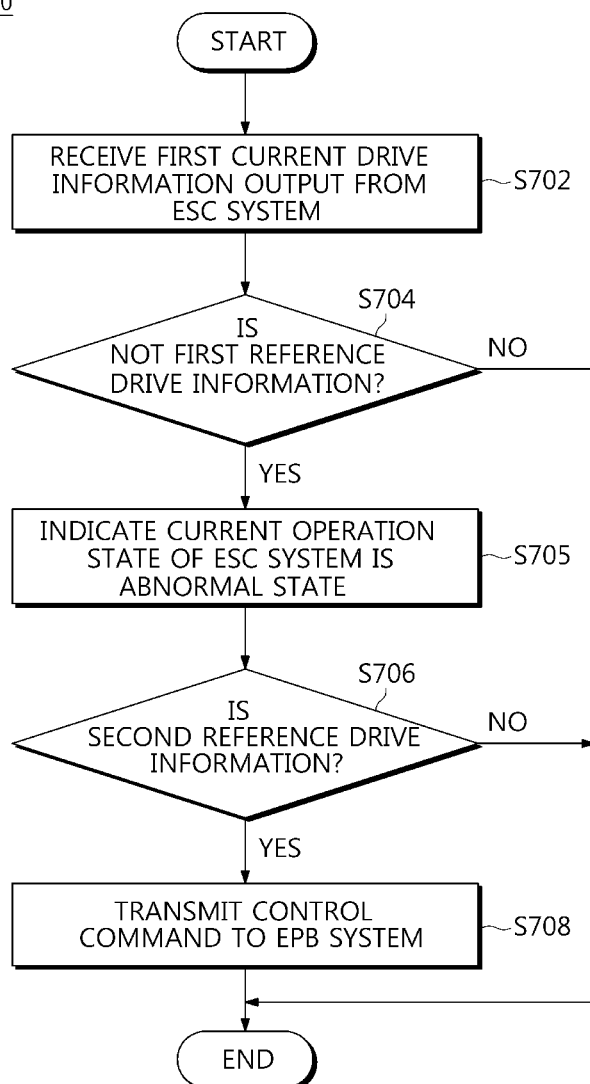 0
START
RECEIVE FIRST CURRENT DRIVE
INFORMATION OUTPUT FROM
ESC SYSTEM
S702
S704
IS
NOT FIRST REFERENCE
DRIVE INFORMATION?
NO
YES
INDICATE CURRENT OPERATION
STATE OF ESC SYSTEM IS
ABNORMAL STATE
S705
S706
IS
SECOND REFERENCE DRIVE
INFORMATION?
NO
YES
TRANSMIT CONTROL
COMMAND TO EPB SYSTEM
S708
END